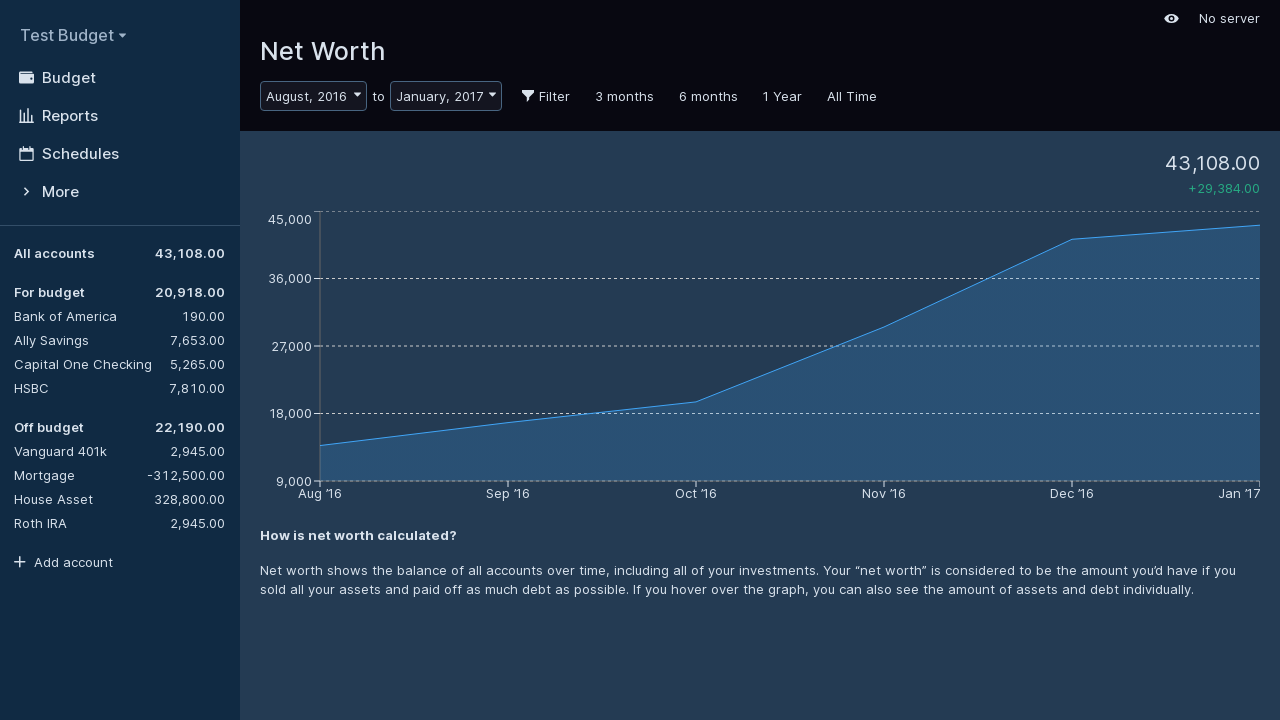 Test Budget
Budget
Reports
Schedules
More
All accounts 43,108.00
For budget 20,918.00
Bank of America 190.00
Ally Savings 7,653.00
Capital One Checking 5,265.00
HSBC 7,810.00
Off budget 22,190.00
Vanguard 401k 2,945.00
Mortgage -312,500.00
House Asset 328,800.00
Roth IRA 2,945.00
Add account
No server
Net Worth
August, 2016 to January, 2017 Filter 3 months 6 months 1 Year All Time
43,108.00
+29,384.00
45,000
36,000
27,000
18,000
9,000
Aug ’16 Sep ’16 Oct ’16 Nov ’16 Dec ’16 Jan ’17
How is net worth calculated?
Net worth shows the balance of all accounts over time, including all of your investments. Your “net worth” is considered to be the amount you’d have if you
sold all your assets and paid off as much debt as possible. If you hover over the graph, you can also see the amount of assets and debt individually.